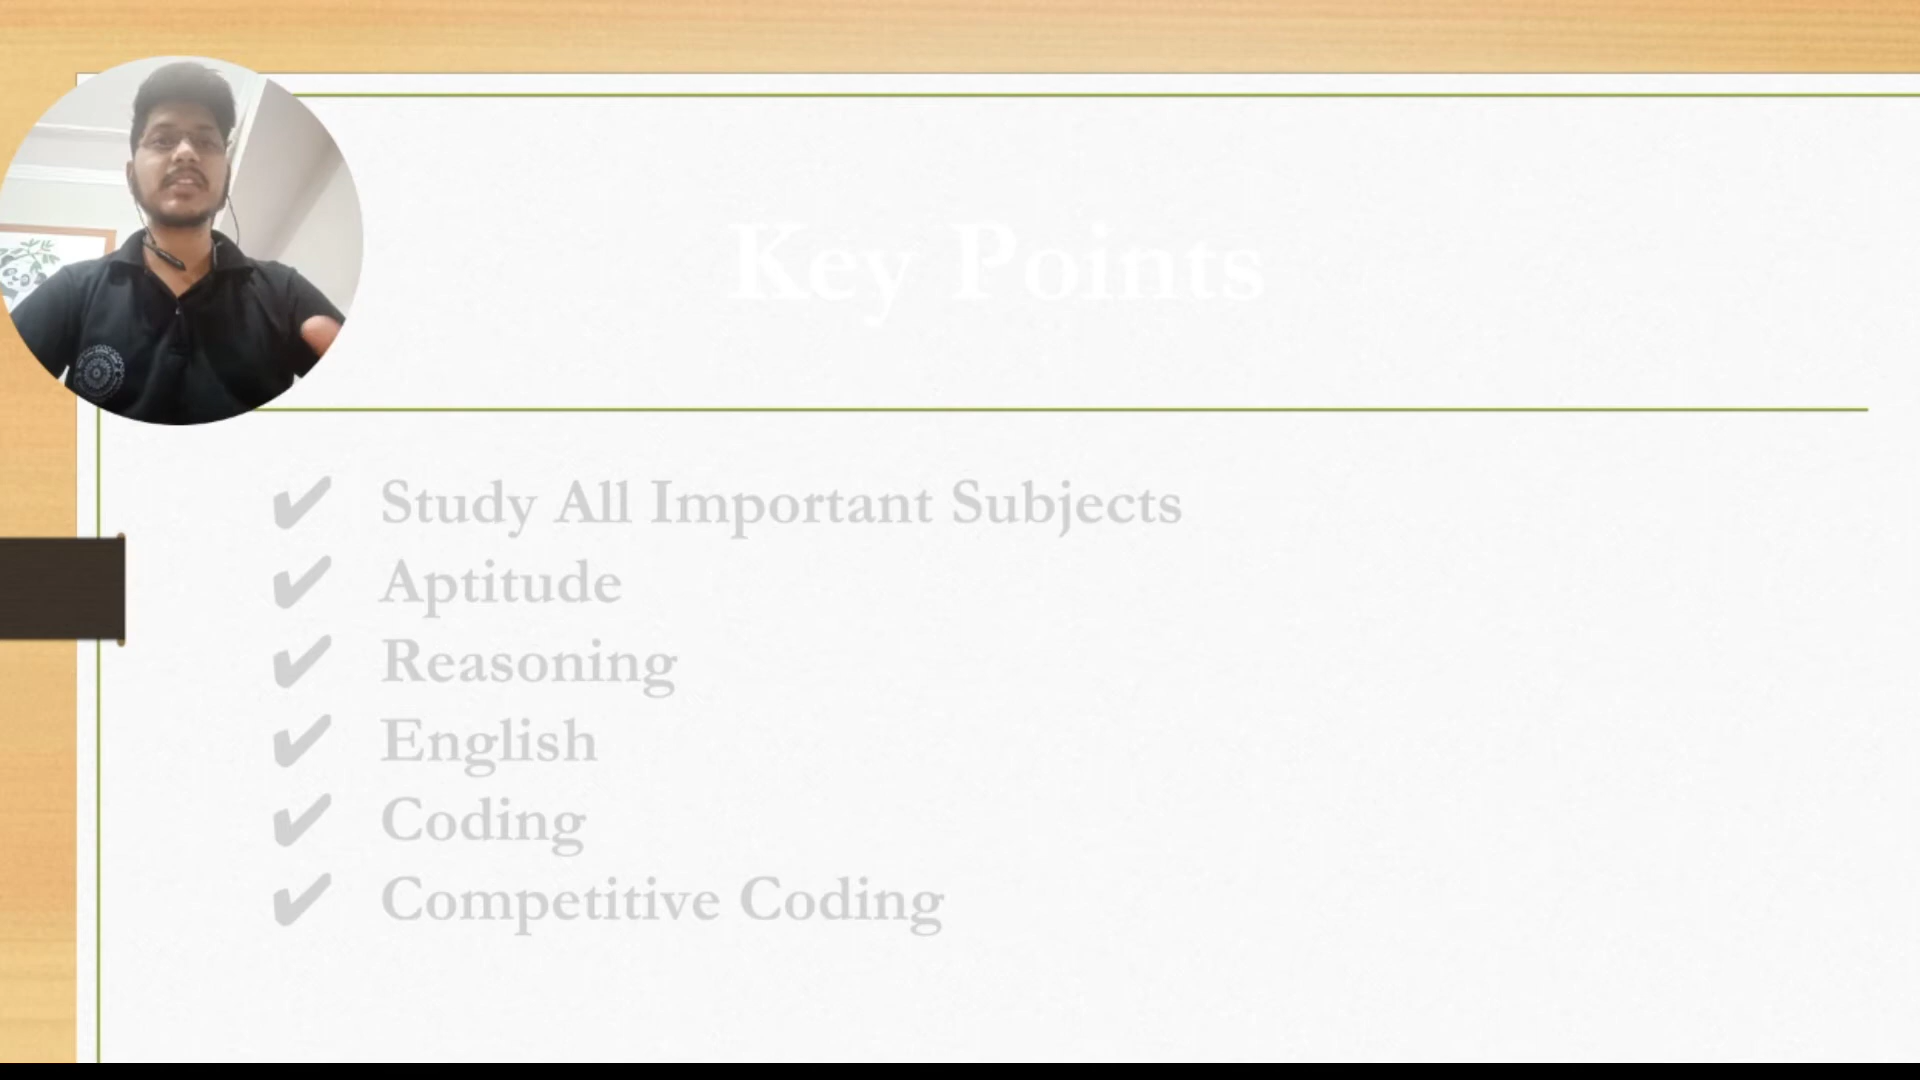 Key Points
✔ Study All Important Subjects
✔ Aptitude
✔ Reasoning
✔ English
✔ Coding
✔ Competitive Coding